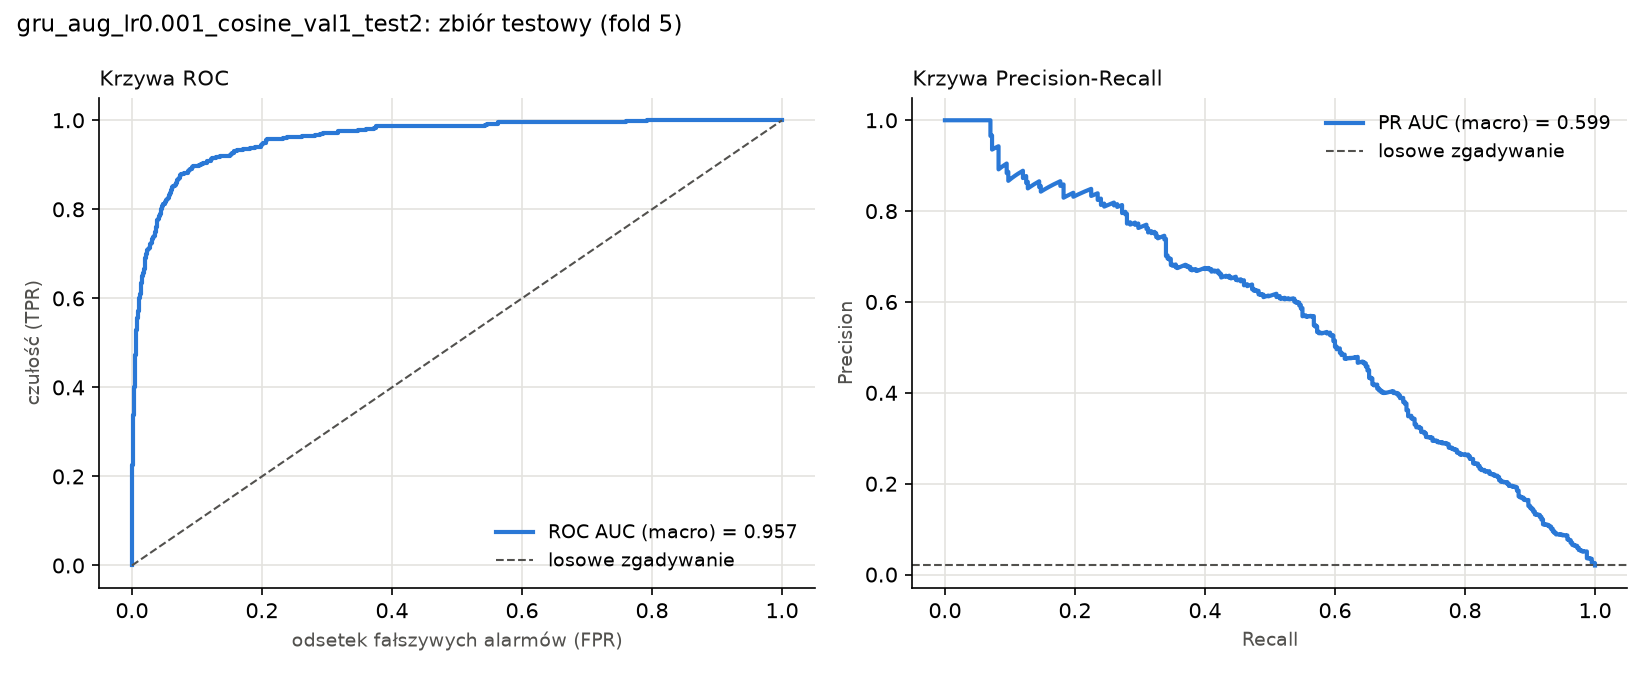 gru_aug_lr0.001_cosine_val1_test2: zbiór testowy (fold 5)
Krzywa ROC
1.0
0.8
0.6
0.4
0.2
0.0
czułość (TPR)
ROC AUC (macro) = 0.957
losowe zgadywanie
0.0 0.2 0.4 0.6 0.8 1.0
odsetek fałszywych alarmów (FPR)
Krzywa Precision-Recall
1.0
0.8
0.6
0.4
0.2
0.0
Precision
PR AUC (macro) = 0.599
losowe zgadywanie
0.0 0.2 0.4 0.6 0.8 1.0
Recall